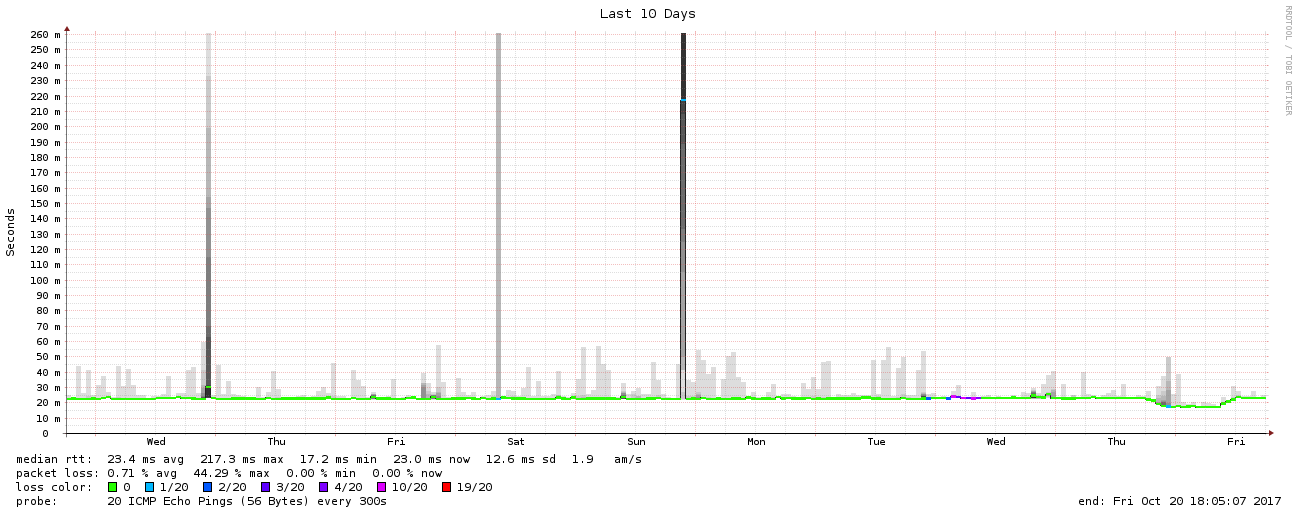 Last 10 Days
RRDTOOL / TOBI OETIKER
Seconds
260 m
250 m
240 m
230 m
220 m
210 m
200 m
190 m
180 m
170 m
160 m
150 m
140 m
130 m
120 m
110 m
100 m
90 m
80 m
70 m
60 m
50 m
40 m
30 m
20 m
10 m
0
Wed Thu Fri Sat Sun Mon Tue Wed Thu Fri
median rtt: 23.4 ms avg 217.3 ms max 17.2 ms min 23.0 ms now 12.6 ms sd 1.9 am/s
packet loss: 0.71 % avg 44.29 % max 0.00 % min 0.00 % now
loss color: 0 1/20 2/20 3/20 4/20 10/20 19/20
probe: 20 ICMP Echo Pings (56 Bytes) every 300s end: Fri Oct 20 18:05:07 2017